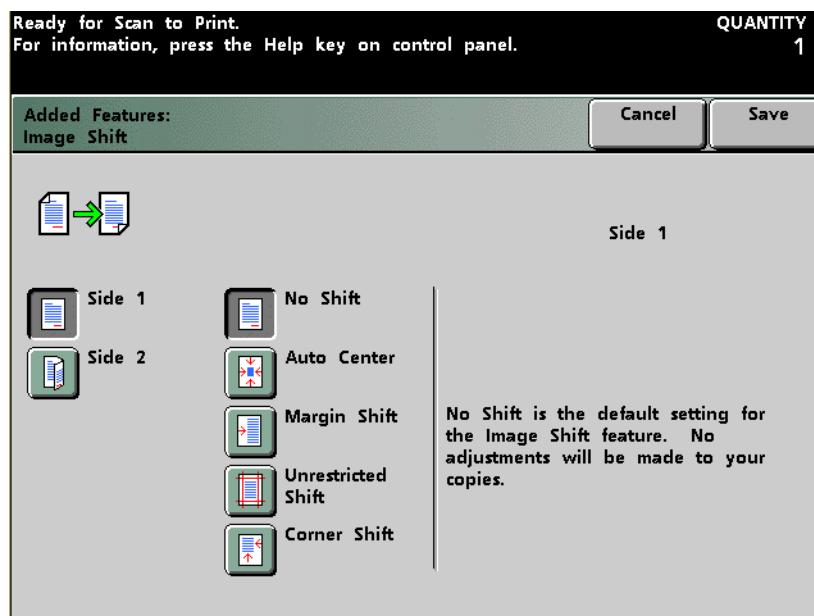 Ready for Scan to Print.
QUANTITY
For information, press the Help key on control panel.
1
Added Features:
Image Shift
Cancel
Save
Side 1
Side 1
Side 2
No Shift
Auto Center
Margin Shift
Unrestricted
Shift
Corner Shift
No Shift is the default setting for
the Image Shift feature. No
adjustments will be made to your
copies.